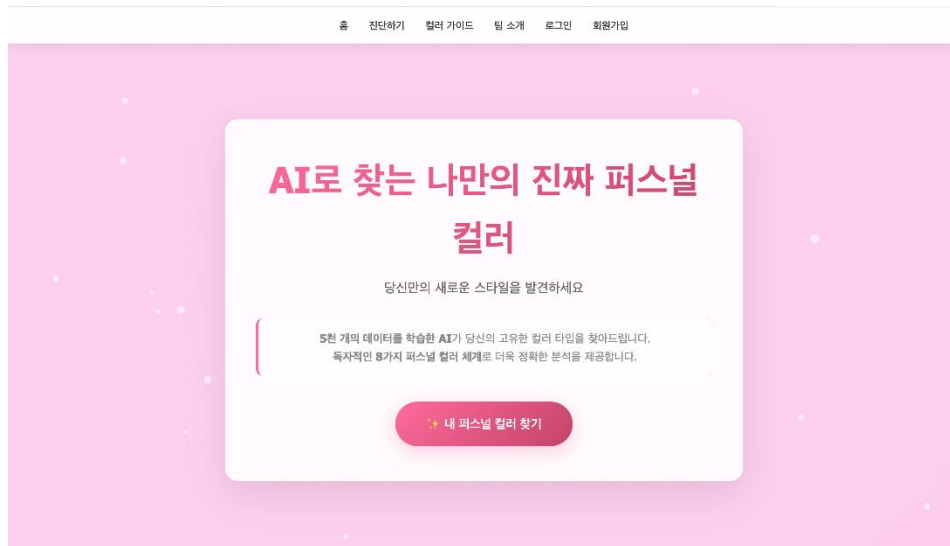 홈 진단하기 컬러 가이드 팀 소개 로그인 회원가입
AI로 찾는 나만의 진짜 퍼스널
컬러
당신만의 새로운 스타일을 발견하세요
5천 개의 데이터를 학습한 AI가 당신의 고유한 컬러 타입을 찾아드립니다.
독자적인 8가지 퍼스널 컬러 체계로 더욱 정확한 분석을 제공합니다.
✨ 내 퍼스널 컬러 찾기